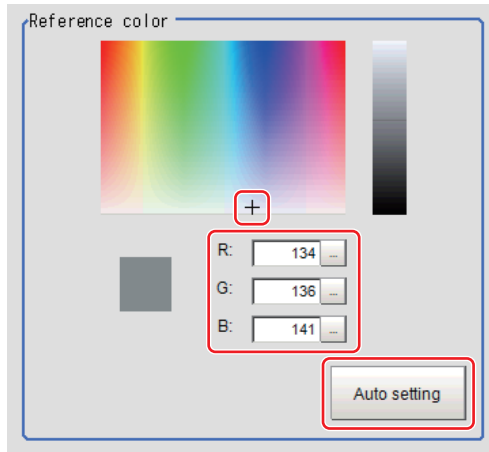 Reference color
R: 134 ...
G: 136 ...
B: 141 ...
Auto setting